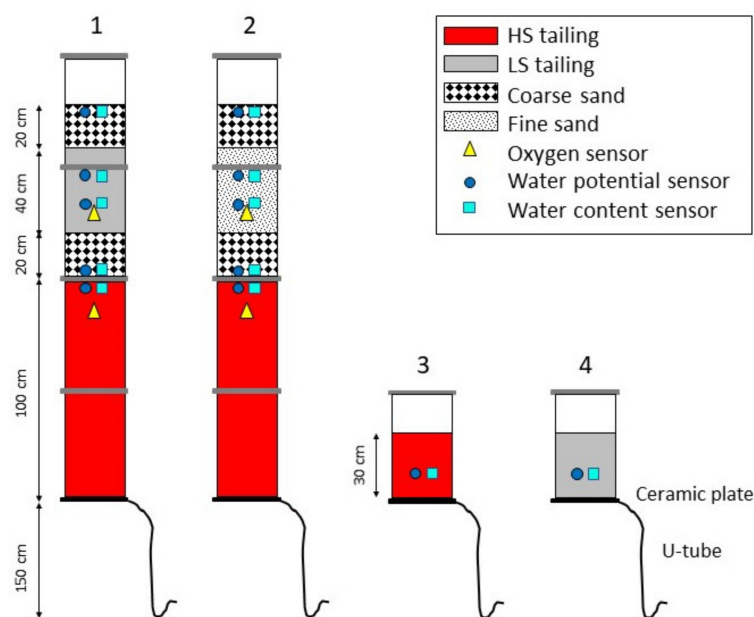 1
2
HS tailing
LS tailing
Coarse sand
Fine sand
Oxygen sensor
Water potential sensor
Water content sensor
20 cm
40 cm
20 cm
100 cm
150 cm
3
4
30 cm
Ceramic plate
U-tube